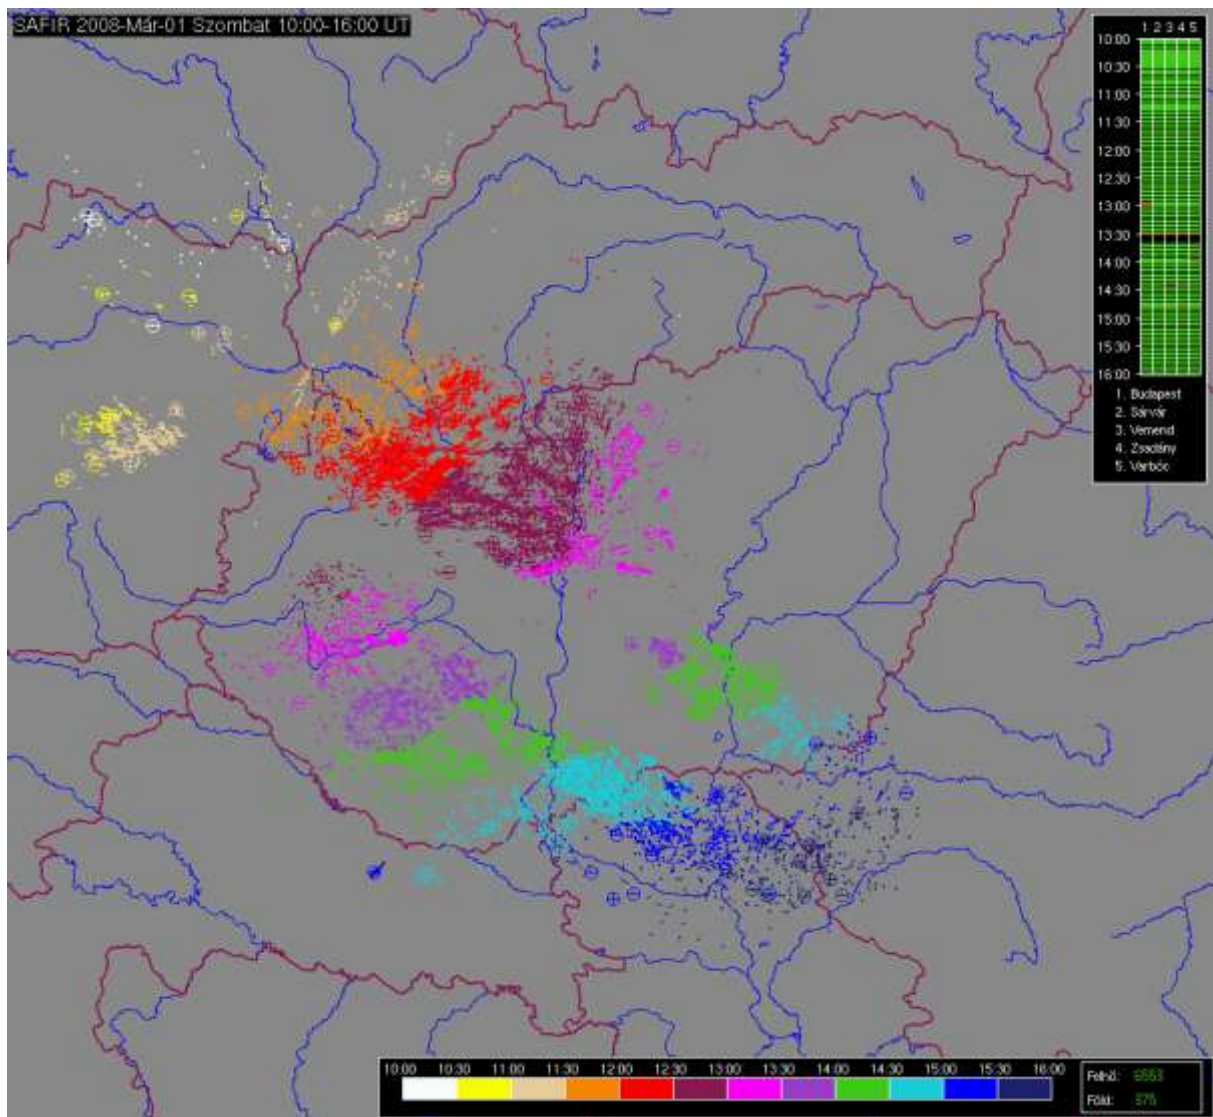 SAFIR 2008-Már-01 Szombat 10:00-16:00 UT
1 2 3 4 5
10:00
10:30
11:00
11:30
12:00
12:30
13:00
13:30
14:00
14:30
15:00
15:30
16:00
1. Budapest
2. Sárvár
3. Véménd
4. Zsadány
5. Varbóc
10:00 10:30 11:00 11:30 12:00 12:30 13:00 13:30 14:00 14:30 15:00 15:30 16:00
Felhő: 6553
Föld: 375